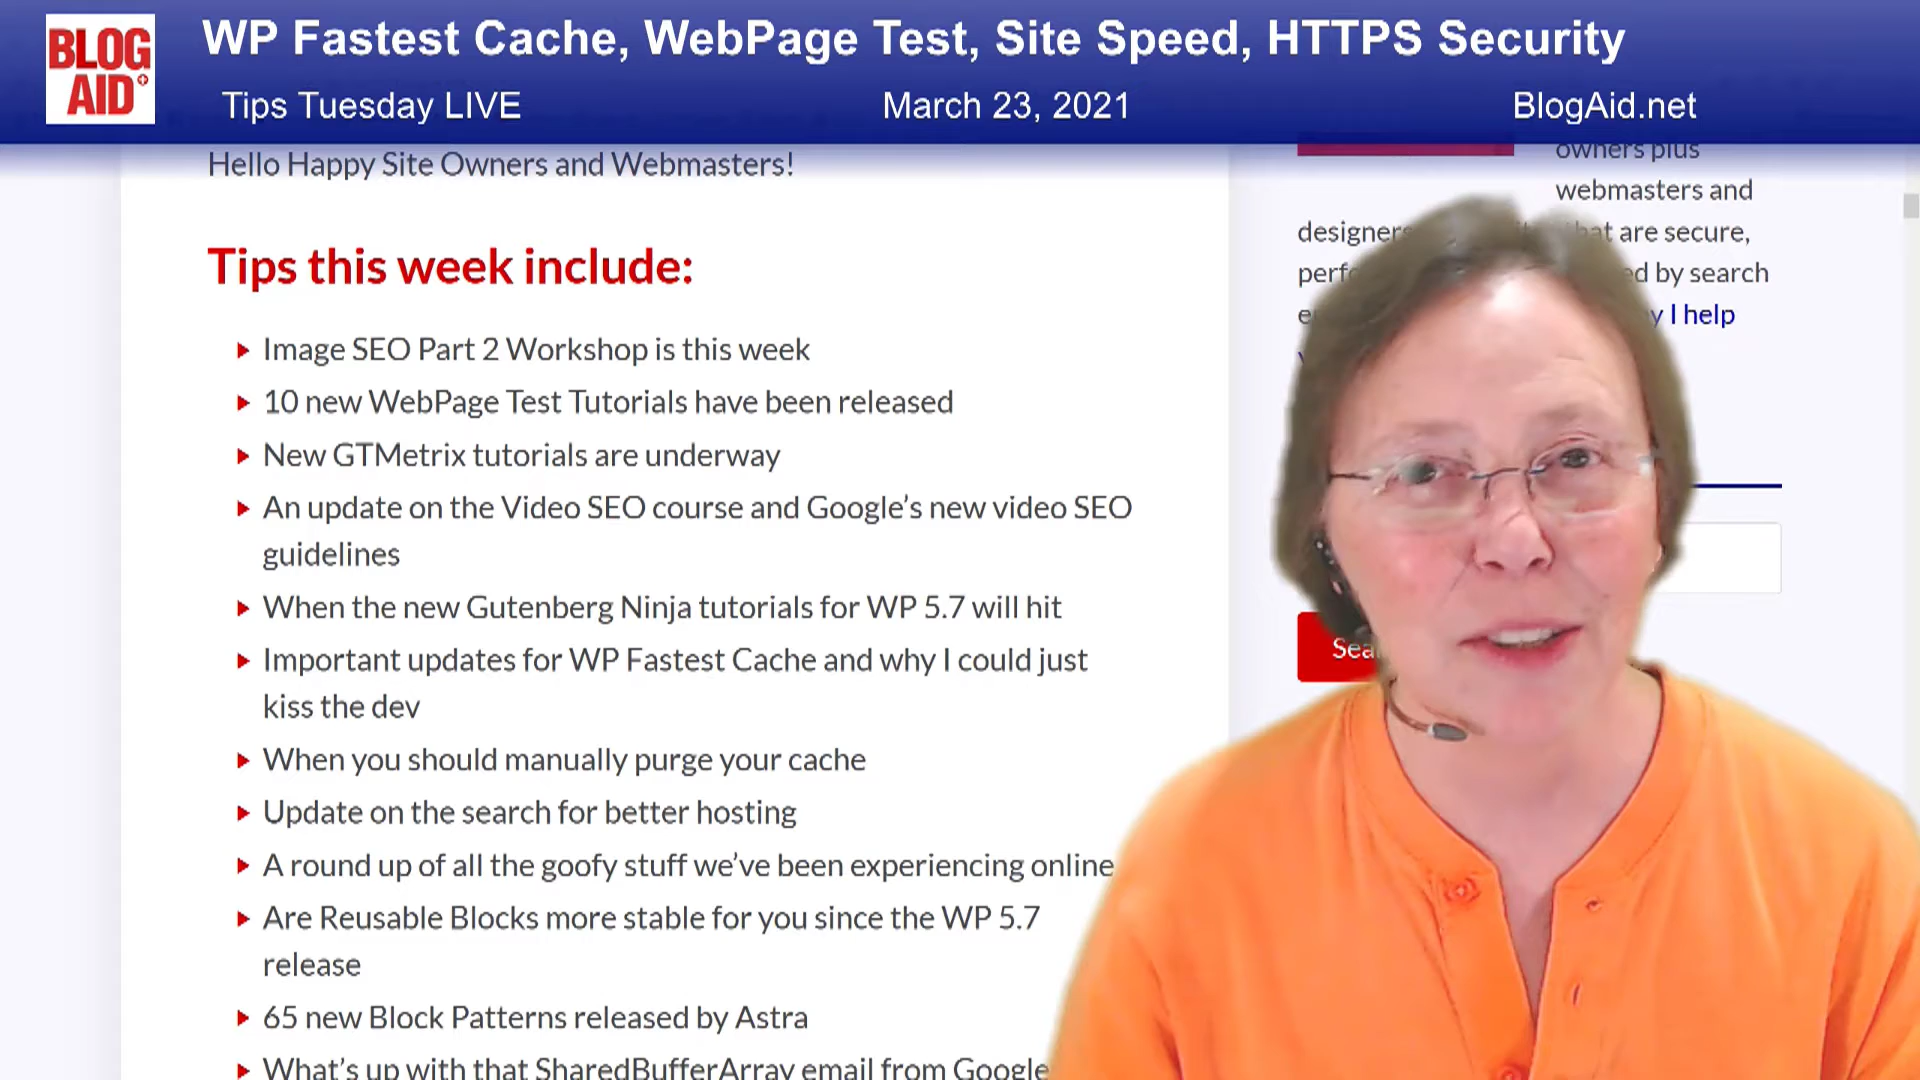 BLOG
AID
WP Fastest Cache, WebPage Test, Site Speed, HTTPS Security
Tips Tuesday LIVE
March 23, 2021
BlogAid.net
Hello Happy Site Owners and Webmasters!
Tips this week include:
Image SEO Part 2 Workshop is this week
10 new WebPage Test Tutorials have been released
New GTMetrix tutorials are underway
An update on the Video SEO course and Google’s new video SEO
guidelines
When the new Gutenberg Ninja tutorials for WP 5.7 will hit
Important updates for WP Fastest Cache and why I could just
kiss the dev
When you should manually purge your cache
Update on the search for better hosting
A round up of all the goofy stuff we’ve been experiencing online
Are Reusable Blocks more stable for you since the WP 5.7
release
65 new Block Patterns released by Astra
What’s up with that SharedBufferArray email from Google
owners plus
webmasters and
designers are secure,
by search
I help